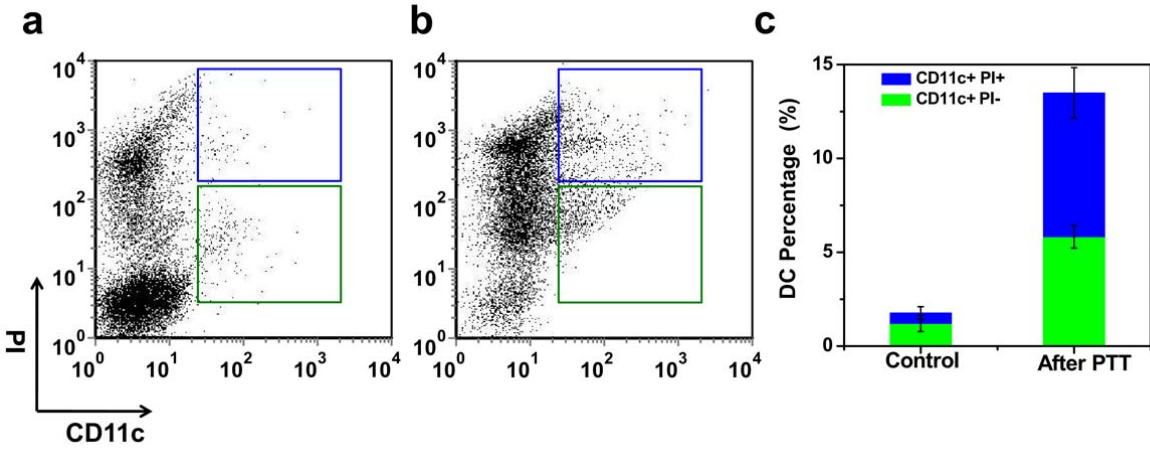 a
b
c
10^4
10^3
10^2
10^1
10^0
10^0 10^1 10^2 10^3 10^4
PI
CD11c
10^4
10^3
10^2
10^1
10^0
10^0 10^1 10^2 10^3 10^4
15
10
5
0
DC Percentage (%)
CD11c+ PI+
CD11c+ PI-
Control
After PTT